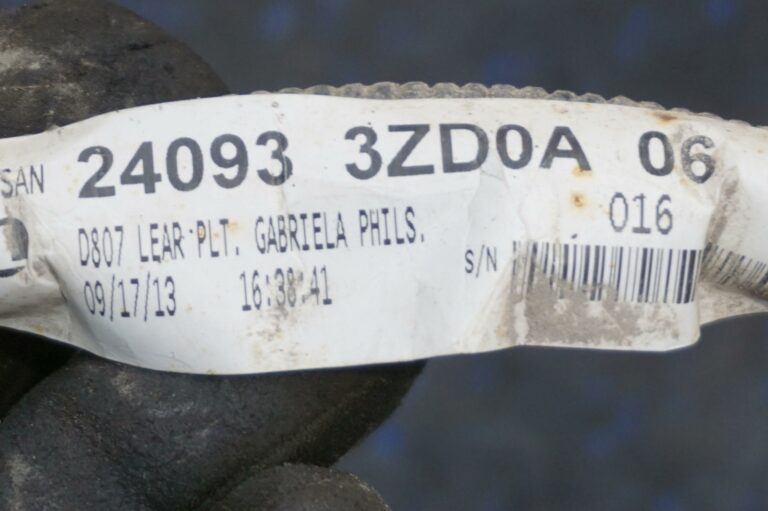 SAN 24093 3ZD0A 06
D807 LEAR PLT. GABRIELA PHILS. 016
09/17/13 16:38:41 S/N